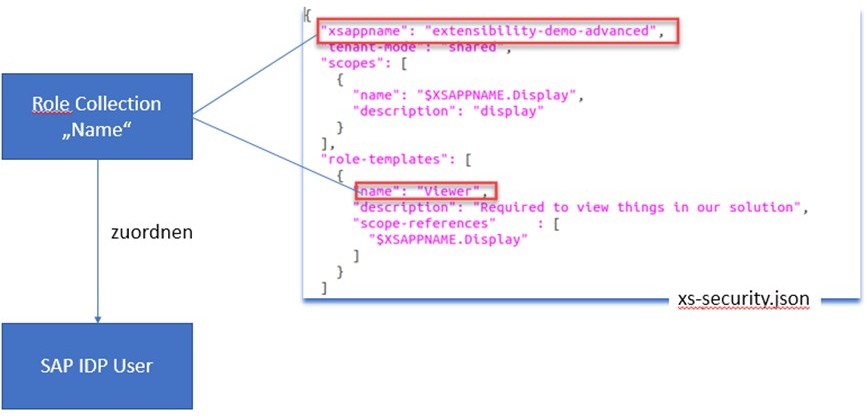 Role Collection
„Name“
zuordnen
SAP IDP User
{
"xsappname": "extensibility-demo-advanced",
"tenant-mode": "shared",
"scopes": [
{
"name": "$XSAPPNAME.Display",
"description": "display"
}
],
"role-templates": [
{
"name": "Viewer",
"description": "Required to view things in our solution",
"scope-references" : [
"$XSAPPNAME.Display"
]
}
]
xs-security.json